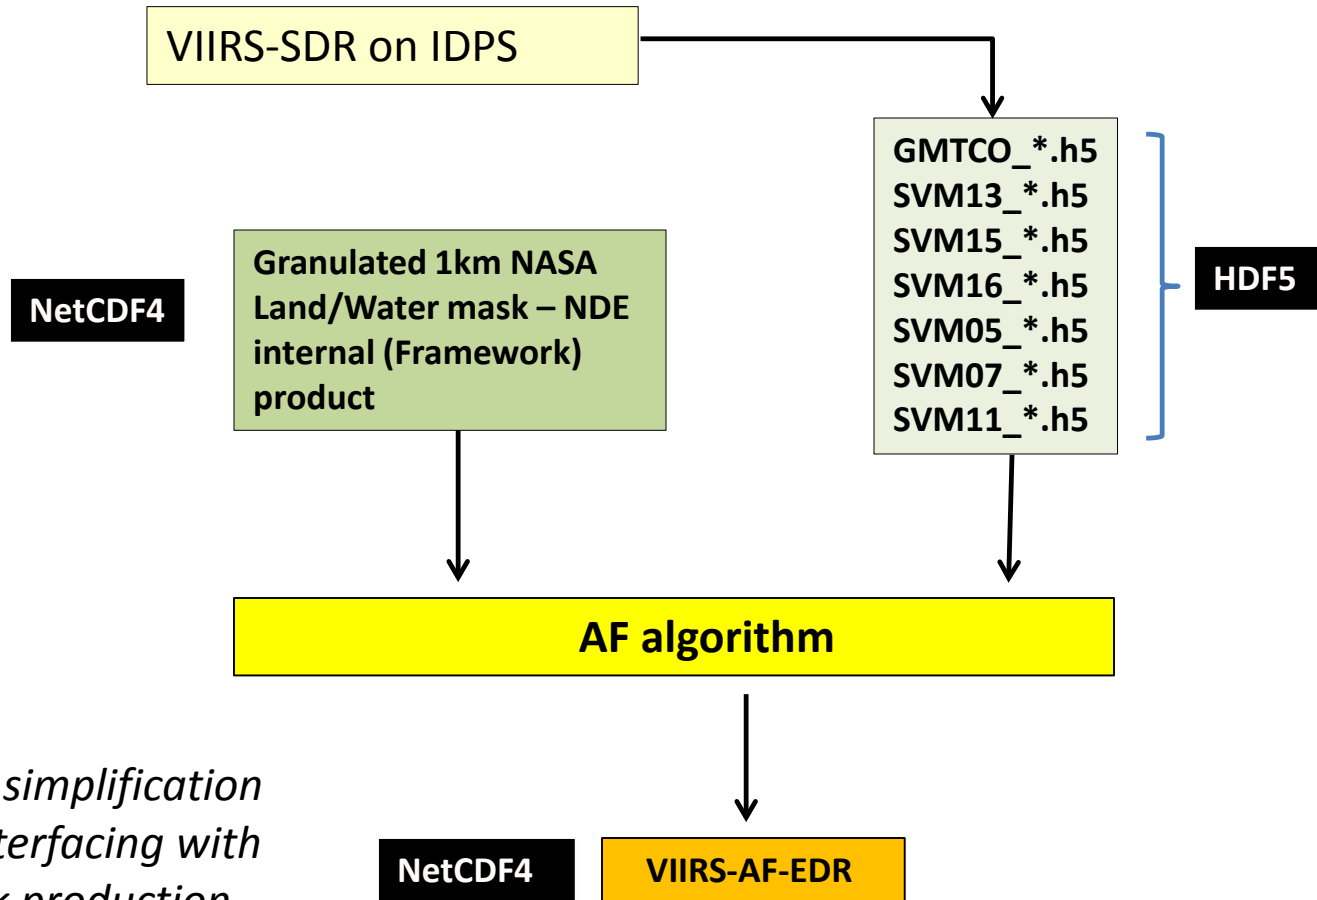 VIIRS-SDR on IDPS
GMTCO_*.h5
SVM13_*.h5
SVM15_*.h5
SVM16_*.h5
SVM05_*.h5
SVM07_*.h5
SVM11_*.h5
HDF5
NetCDF4
Granulated 1km NASA
Land/Water mask – NDE
internal (Framework)
product
AF algorithm
simplification
terfacing with
production
NetCDF4
VIIRS-AF-EDR